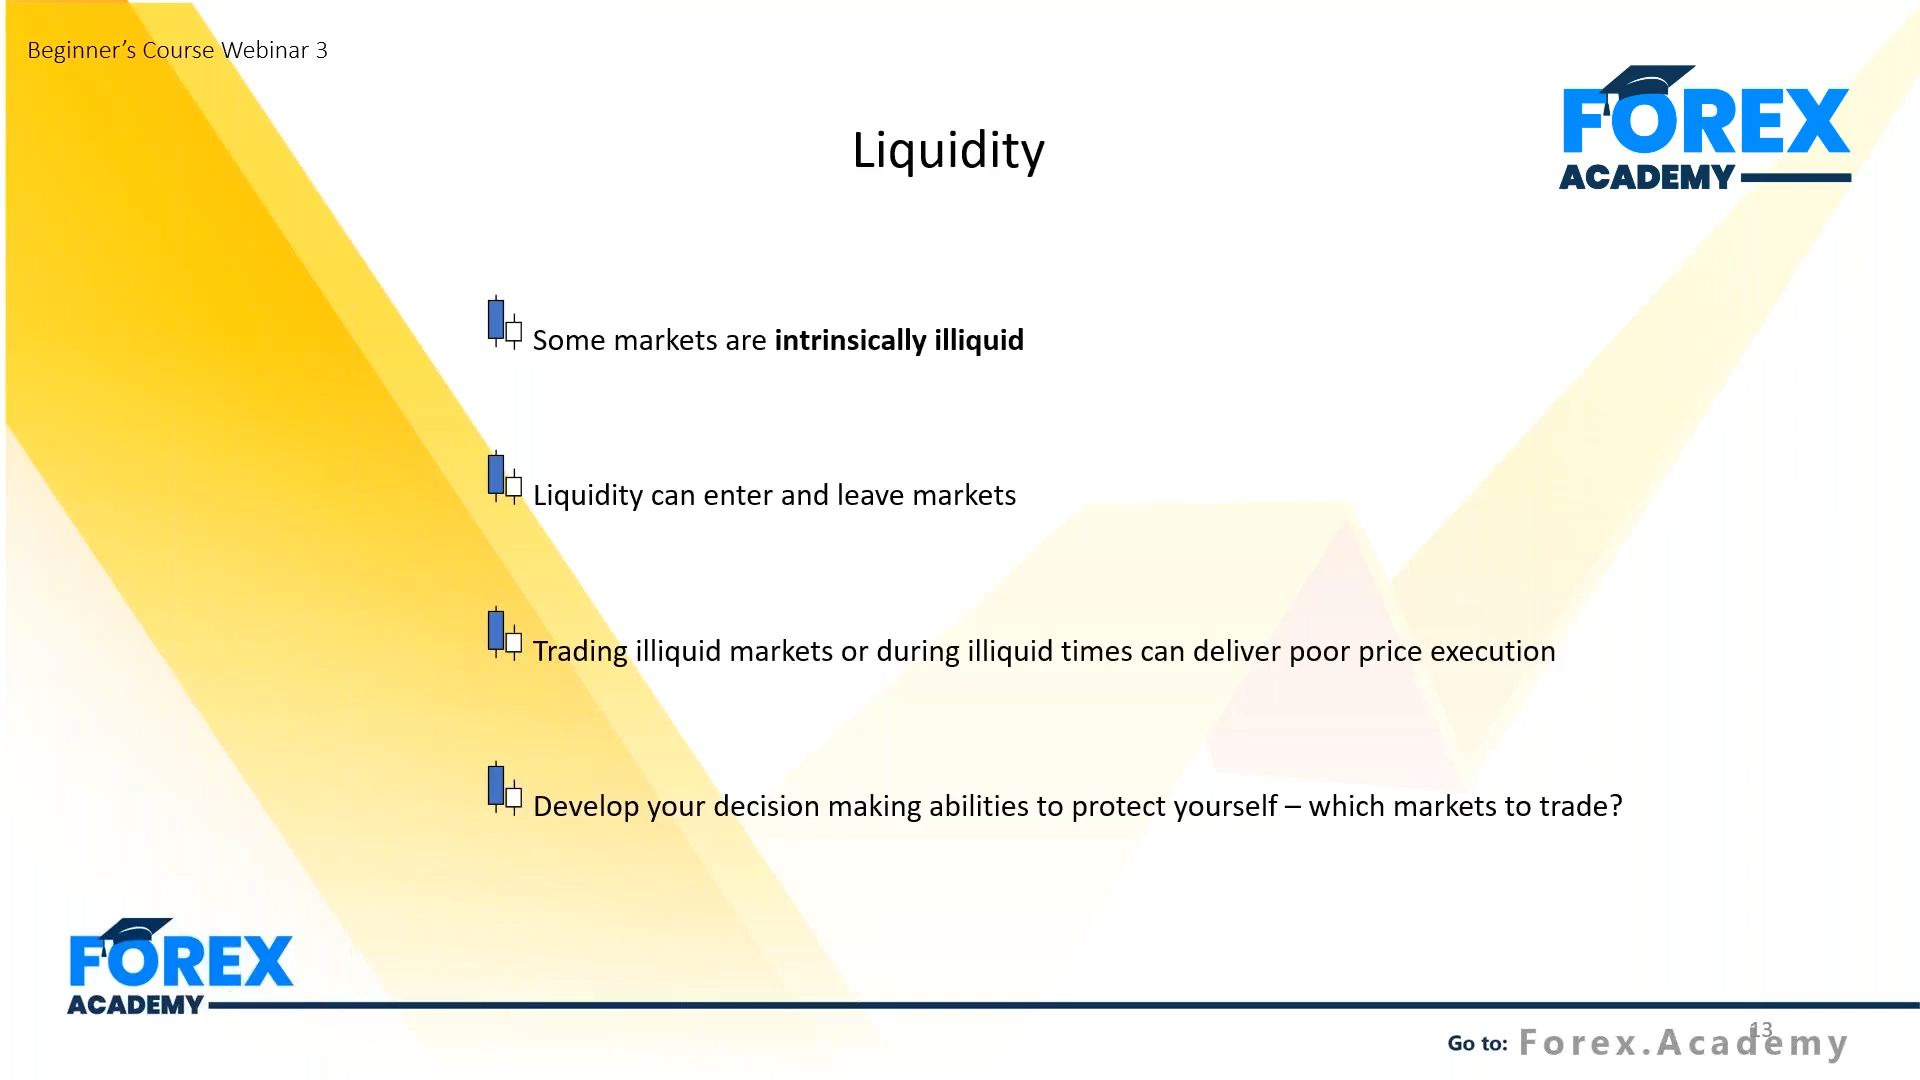 Beginner’s Course Webinar 3
FOREX
ACADEMY
Liquidity
Some markets are intrinsically illiquid
Liquidity can enter and leave markets
Trading illiquid markets or during illiquid times can deliver poor price execution
Develop your decision making abilities to protect yourself – which markets to trade?
FOREX
ACADEMY
13
Go to: Forex.Academy